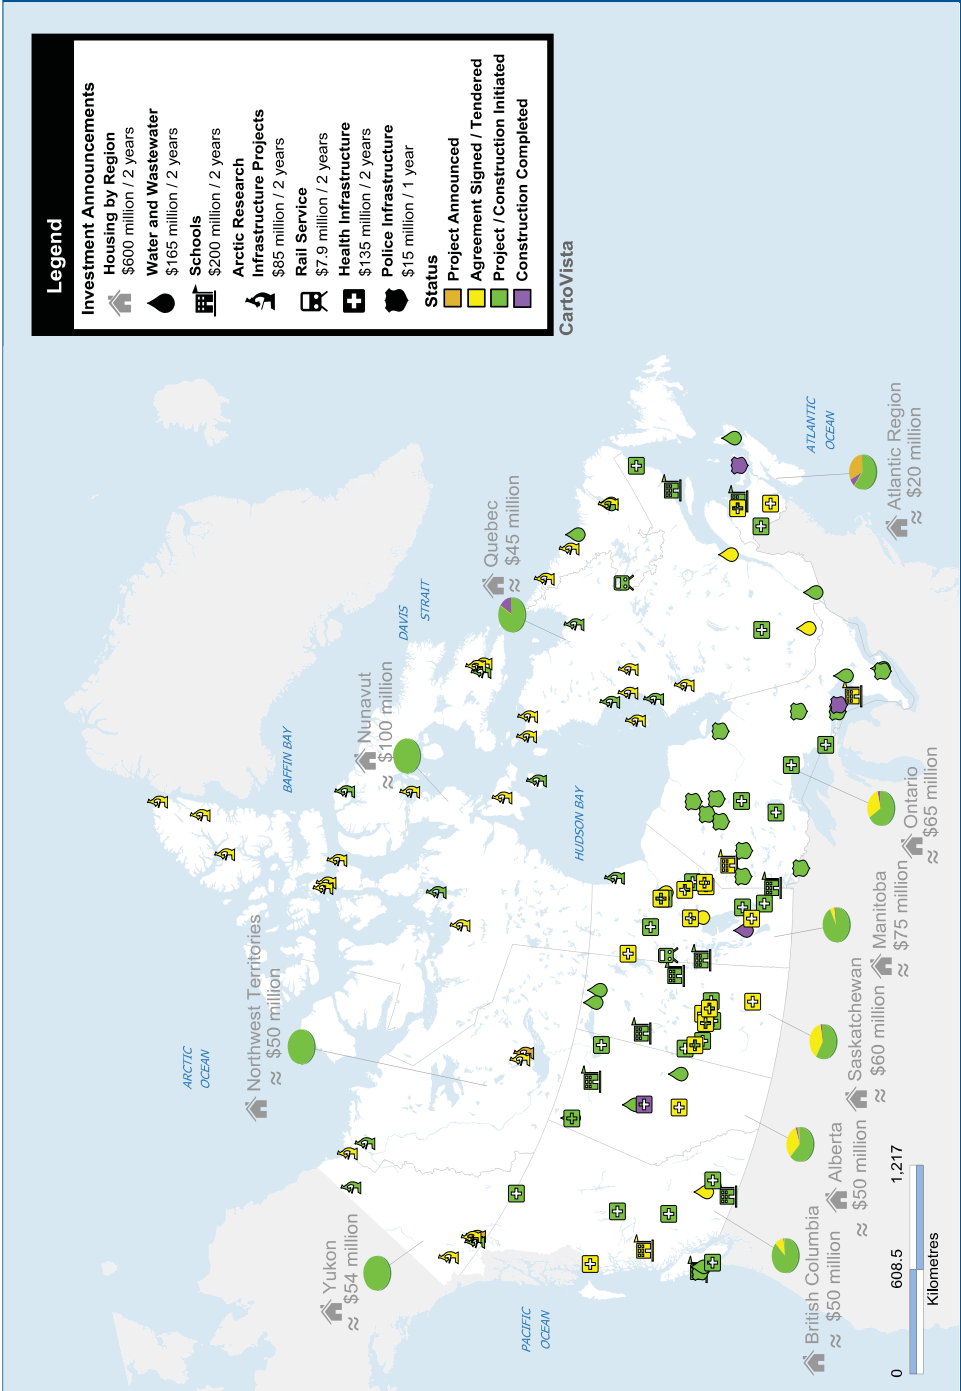 Legend
Investment Announcements
Housing by Region
$600 million / 2 years
Water and Wastewater
$165 million / 2 years
Schools
$200 million / 2 years
Arctic Research
Infrastructure Projects
$85 million / 2 years
Rail Service
$7.9 million / 2 years
Health Infrastructure
$135 million / 2 years
Police Infrastructure
$15 million / 1 year
Status
Project Announced
Agreement Signed / Tendered
Project / Construction Initiated
Construction Completed
CartoVista
ARCTIC
OCEAN
BAFFIN BAY
DAVIS
STRAIT
HUDSON BAY
PACIFIC
OCEAN
ATLANTIC
OCEAN
Yukon
≈ $54 million
Northwest Territories
≈ $50 million
Nunavut
≈ $100 million
Quebec
≈ $45 million
British Columbia
≈ $50 million
Alberta
≈ $50 million
Saskatchewan
≈ $60 million
Manitoba
≈ $75 million
Ontario
≈ $65 million
Atlantic Region
≈ $20 million
0 608.5 1,217
Kilometres